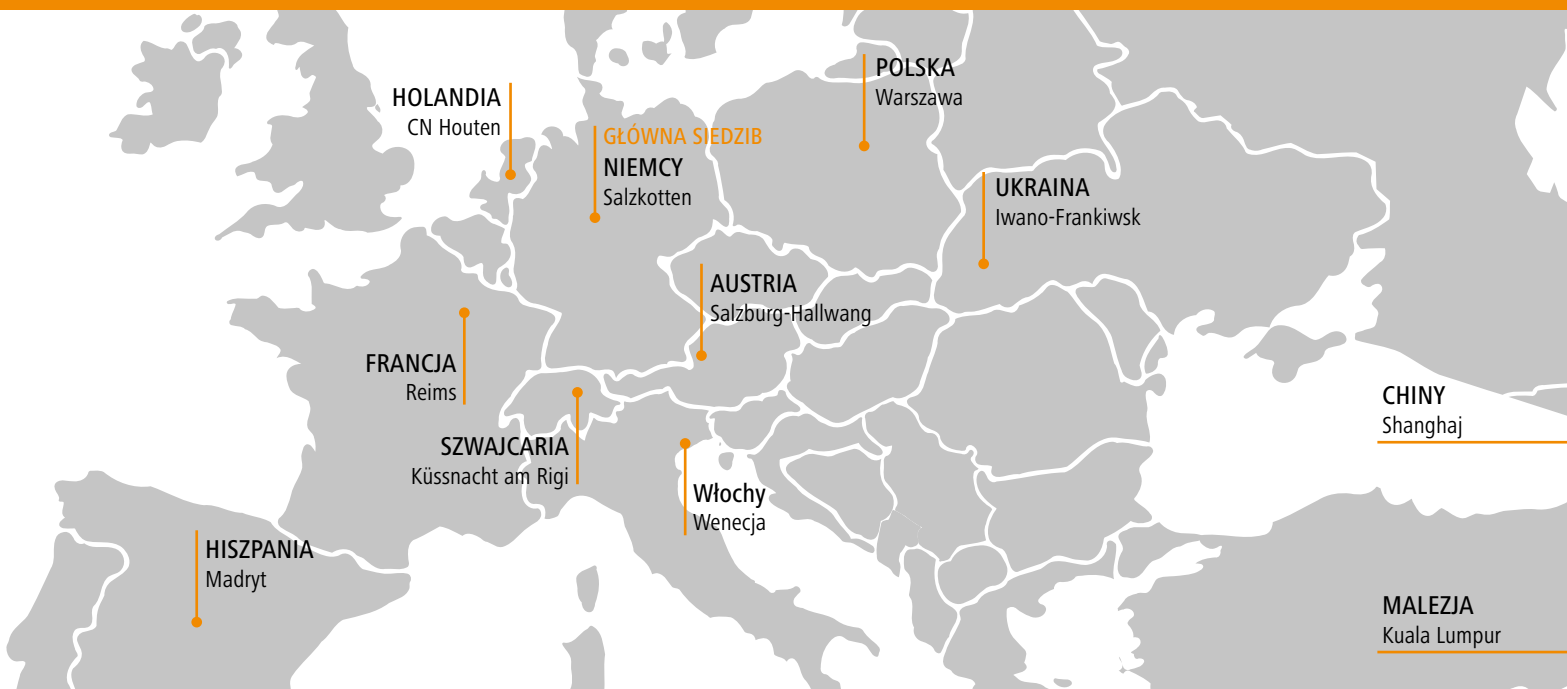 POLSKA
Warszawa
HOLANDIA
CN Houten
GŁÓWNA SIEDZIB
NIEMCY
Salzkotten
UKRAINA
Iwano-Frankiwsk
AUSTRIA
Salzburg-Hallwang
FRANCJA
Reims
CHINY
Shanghaj
SZWAJCARIA
Küssnacht am Rigi
Włochy
Wenecja
HISZPANIA
Madryt
MALEZJA
Kuala Lumpur